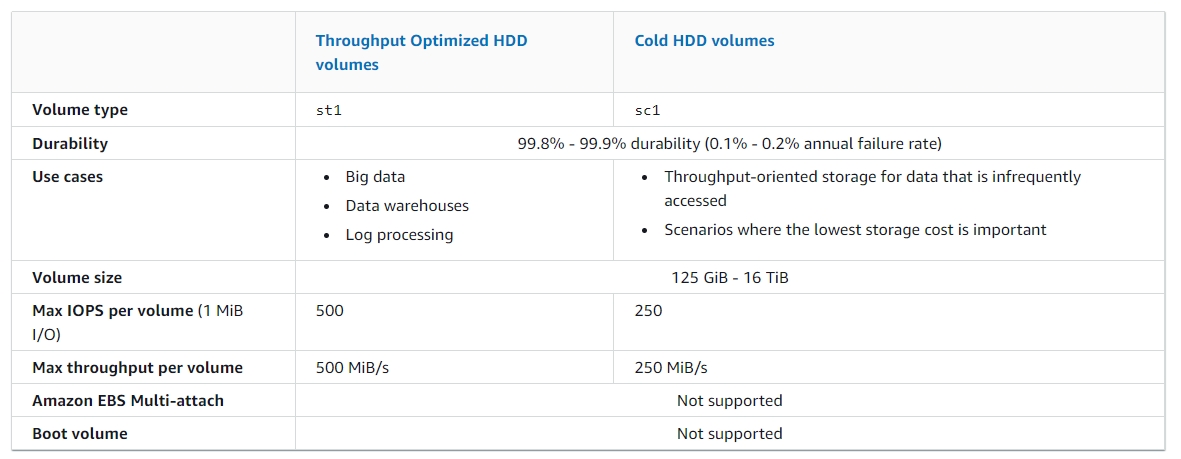 Throughput Optimized HDD
volumes
Cold HDD volumes
Volume type
st1
sc1
Durability
99.8% - 99.9% durability (0.1% - 0.2% annual failure rate)
Use cases
• Big data
• Data warehouses
• Log processing
• Throughput-oriented storage for data that is infrequently
accessed
• Scenarios where the lowest storage cost is important
Volume size
125 GiB - 16 TiB
Max IOPS per volume (1 MiB
I/O)
500
250
Max throughput per volume
500 MiB/s
250 MiB/s
Amazon EBS Multi-attach
Not supported
Boot volume
Not supported